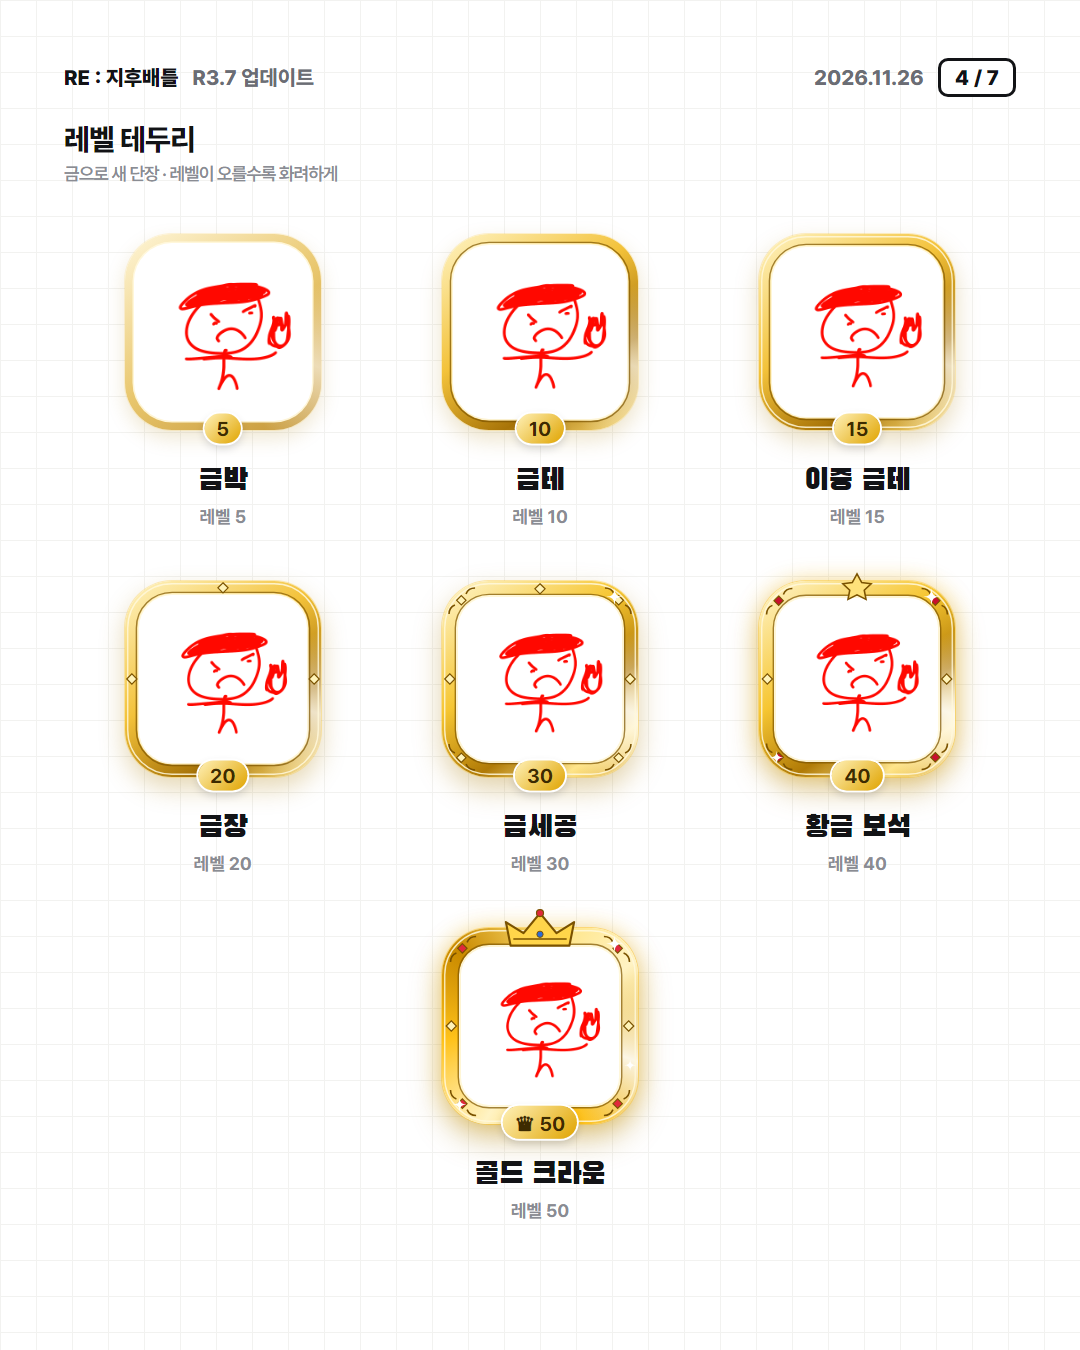 RE : 지후배틀 R3.7 업데이트
2026.11.26 4 / 7
레벨 테두리
금으로 새 단장 · 레벨이 오를수록 화려하게
5 10 15
금박 금테 이중 금테
레벨 5 레벨 10 레벨 15
20 30 40
금장 금세공 황금 보석
레벨 20 레벨 30 레벨 40
♛ 50
골드 크라운
레벨 50